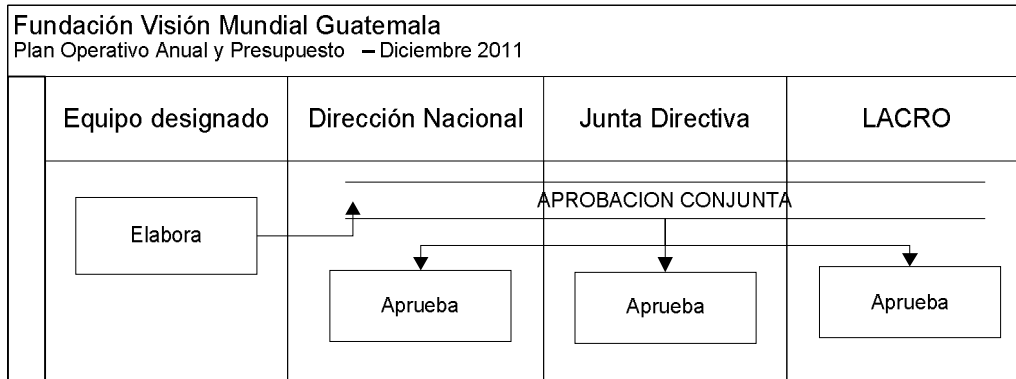 Fundación Visión Mundial Guatemala
Plan Operativo Anual y Presupuesto – Diciembre 2011
Equipo designado
Dirección Nacional
Junta Directiva
LACRO
APROBACION CONJUNTA
Elabora
Aprueba
Aprueba
Aprueba